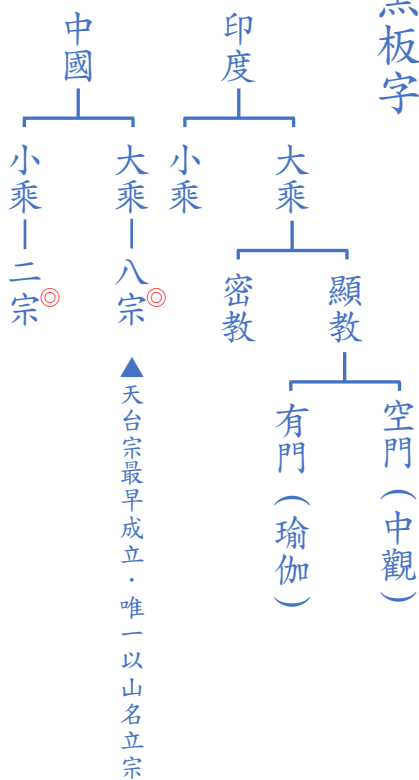 黑板字
印度
大乘
顯教
空門（中觀）
有門（瑜伽）
密教
小乘
中國
大乘
八宗◎
▲天台宗最早成立．唯一以山名立宗
小乘
二宗◎